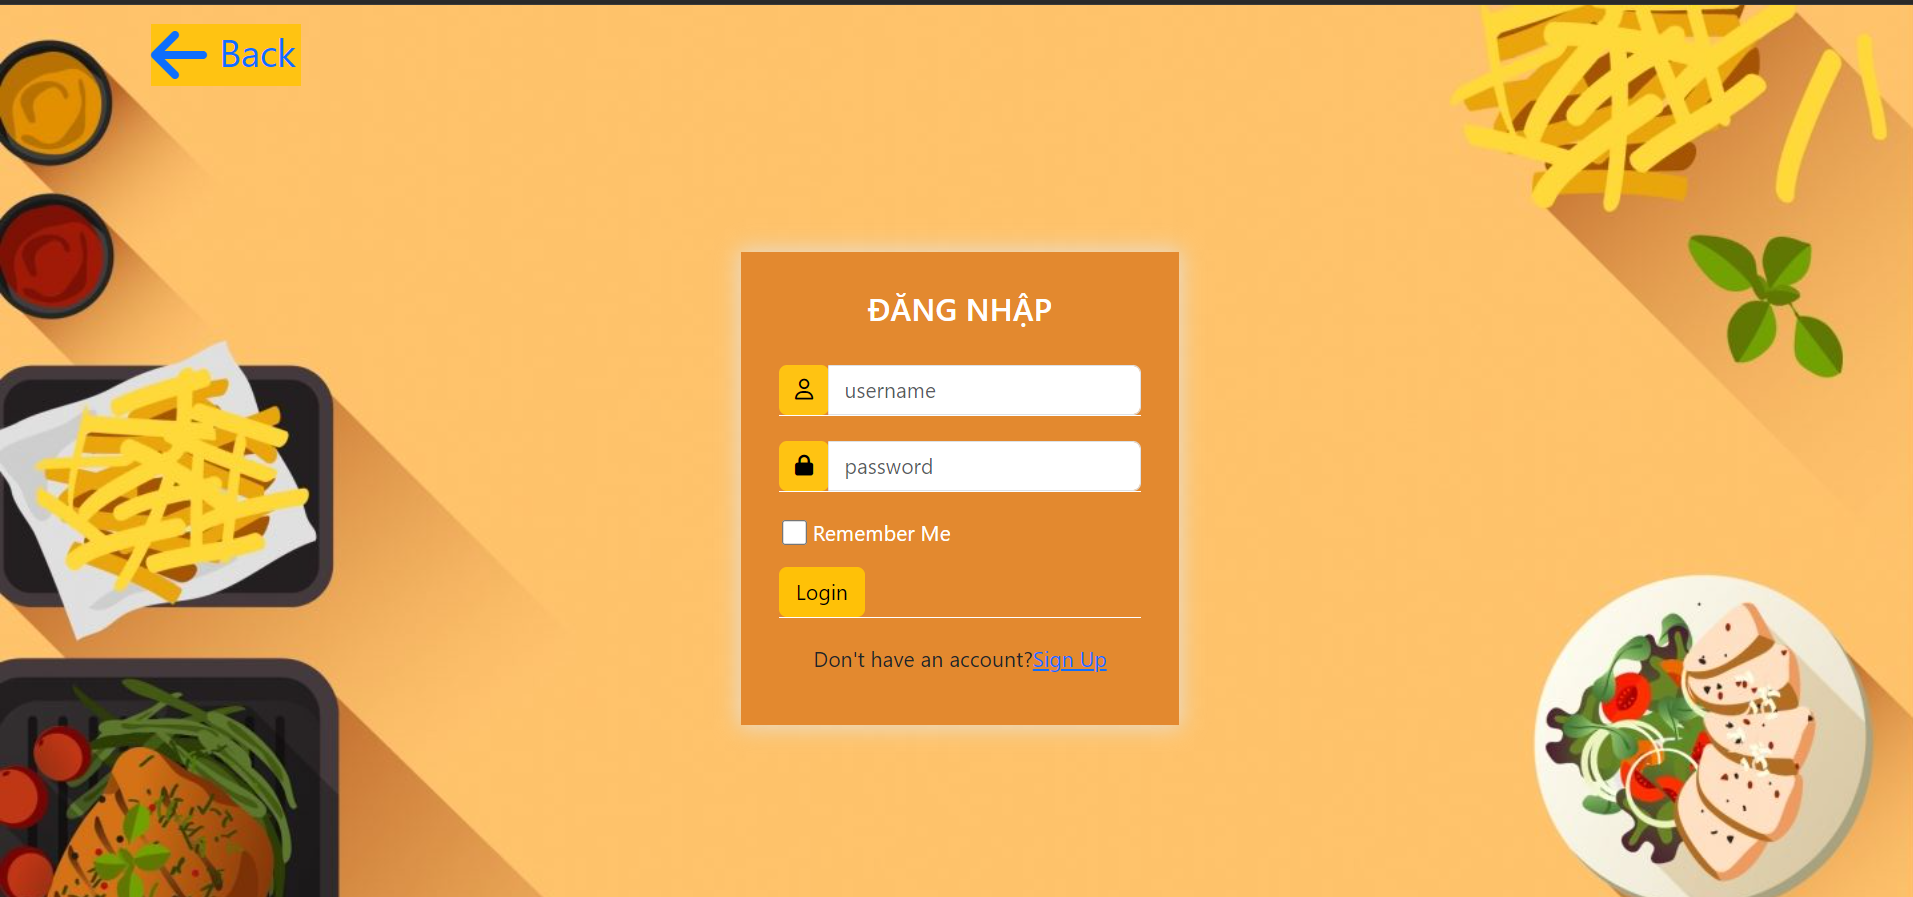 Back
ĐĂNG NHẬP
username
password
Remember Me
Login
Don't have an account?Sign Up